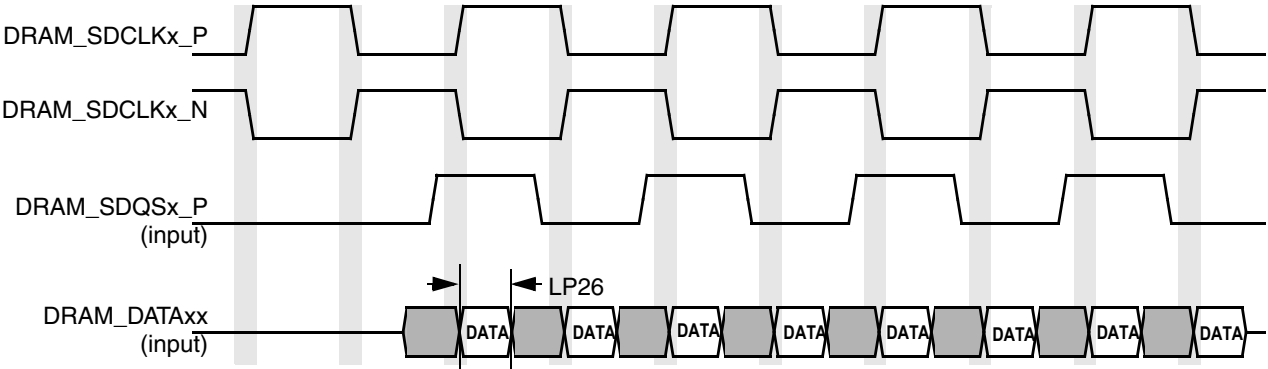 DRAM_SDCLKx_P
DRAM_SDCLKx_N
DRAM_SDQSx_P
(input)
LP26
DRAM_DATAxx
(input)
DATA DATA DATA DATA DATA DATA DATA DATA